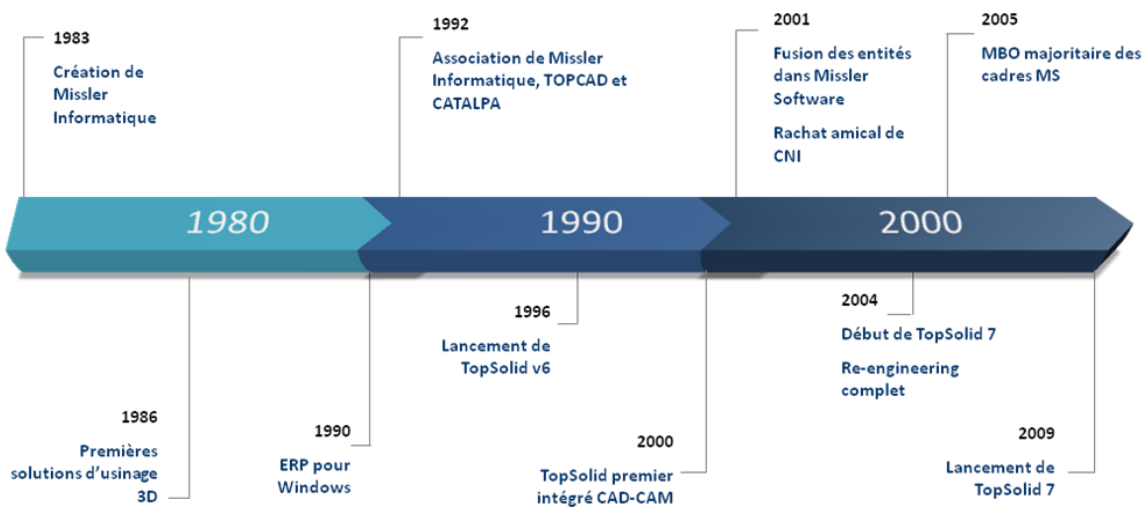 1983
Création de
Missler
Informatique
1992
Association de Missler
Informatique, TOPCAD et
CATALPA
2001
Fusion des entités
dans Missler
Software
Rachat amical de
CNI
2005
MBO majoritaire des
cadres MS
1980
1990
2000
1986
Premières
solutions d'usinage
3D
1990
ERP pour
Windows
1996
Lancement de
TopSolid v6
2000
TopSolid premier
intégré CAD-CAM
2004
Début de TopSolid 7
Re-engineering
complet
2009
Lancement de
TopSolid 7